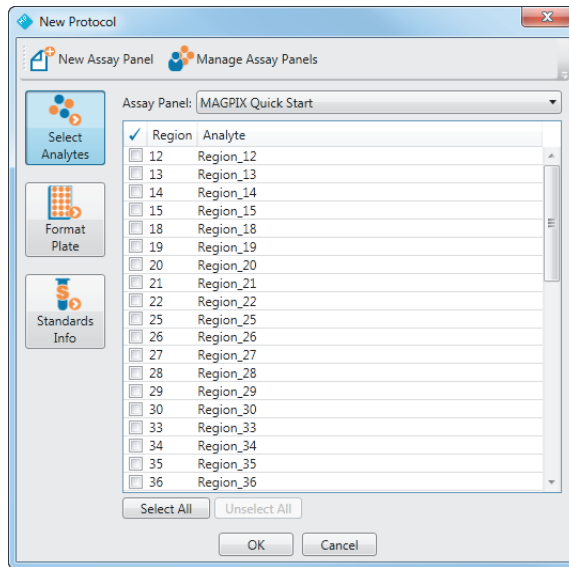 New Protocol
New Assay Panel Manage Assay Panels
Select
Analytes
Format
Plate
Standards
Info
Assay Panel: MAGPIX Quick Start
✓ Region Analyte
12 Region_12
13 Region_13
14 Region_14
15 Region_15
18 Region_18
19 Region_19
20 Region_20
21 Region_21
22 Region_22
25 Region_25
26 Region_26
27 Region_27
28 Region_28
29 Region_29
30 Region_30
33 Region_33
34 Region_34
35 Region_35
36 Region_36
Select All Unselect All
OK Cancel